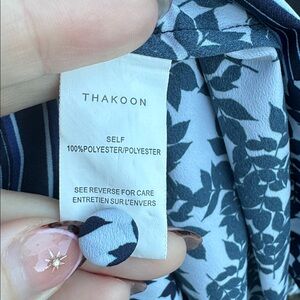 THAKOON
SELF
100%POLYESTER/POLYESTER
SEE REVERSE FOR CARE
ENTRETIEN SUR L'ENVERS